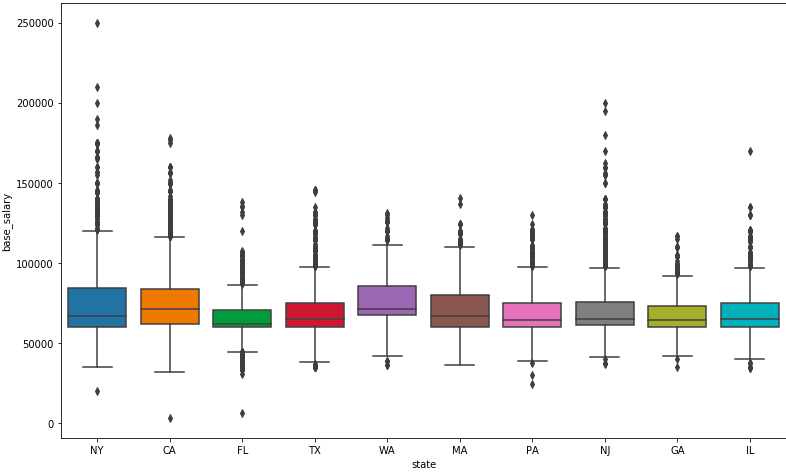 250000
200000
150000
100000
50000
0
base_salary
NY CA FL TX WA MA PA NJ GA IL
state